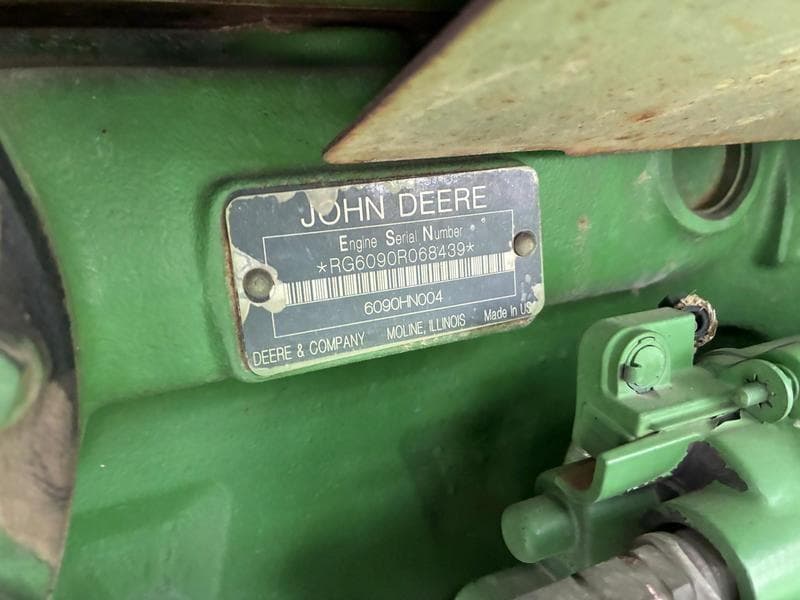 JOHN DEERE
Engine Serial Number
*RG6090R068439*
6090HN004
DEERE & COMPANY MOLINE, ILLINOIS Made In US